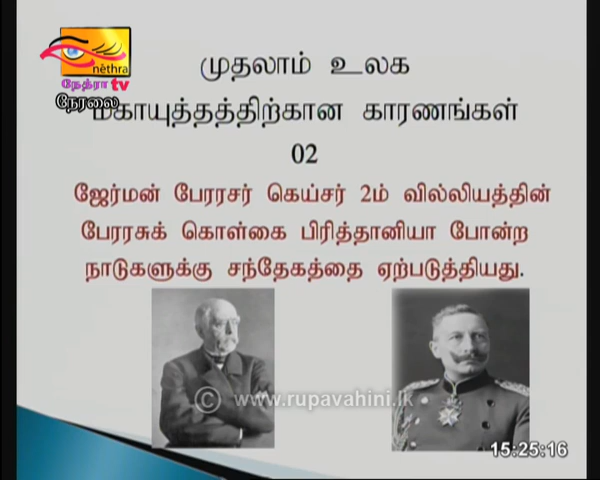 nēthra
நேத்ரா tv
நேரலை
முதலாம் உலக
மகாயுத்தத்திற்கான காரணங்கள்
02
ஜேர்மன் பேரரசர் கெய்சர் 2ம் வில்லியத்தின்
பேரரசுக் கொள்கை பிரித்தானியா போன்ற
நாடுகளுக்கு சந்தேகத்தை ஏற்படுத்தியது.
© www.rupavahini.lk
15:25:16